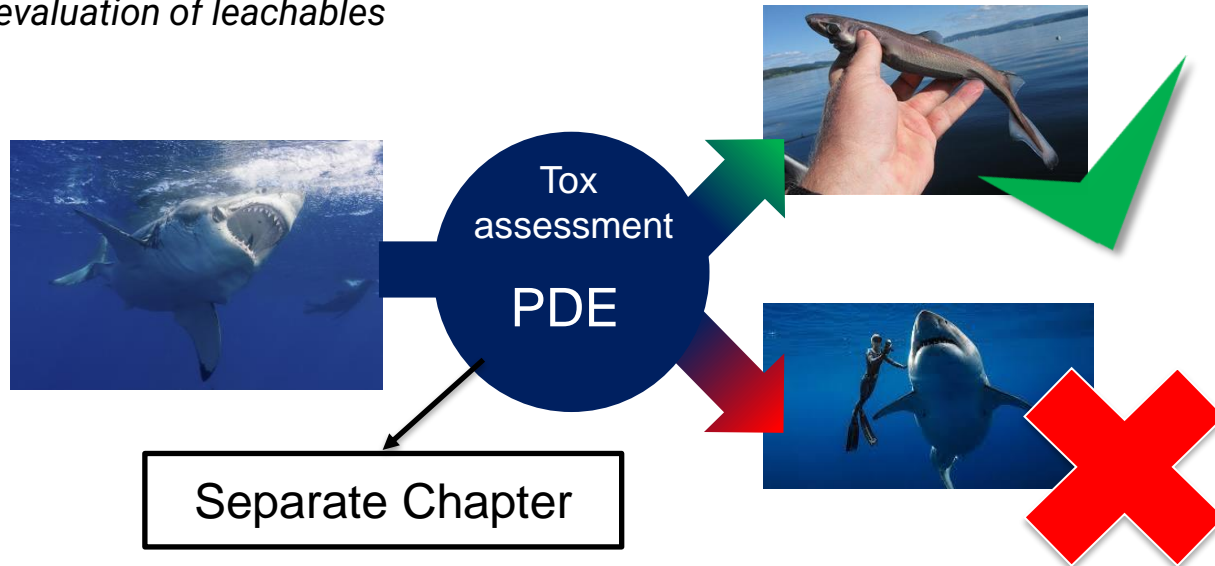 evaluation of leachables
Tox
assessment
PDE
Separate Chapter